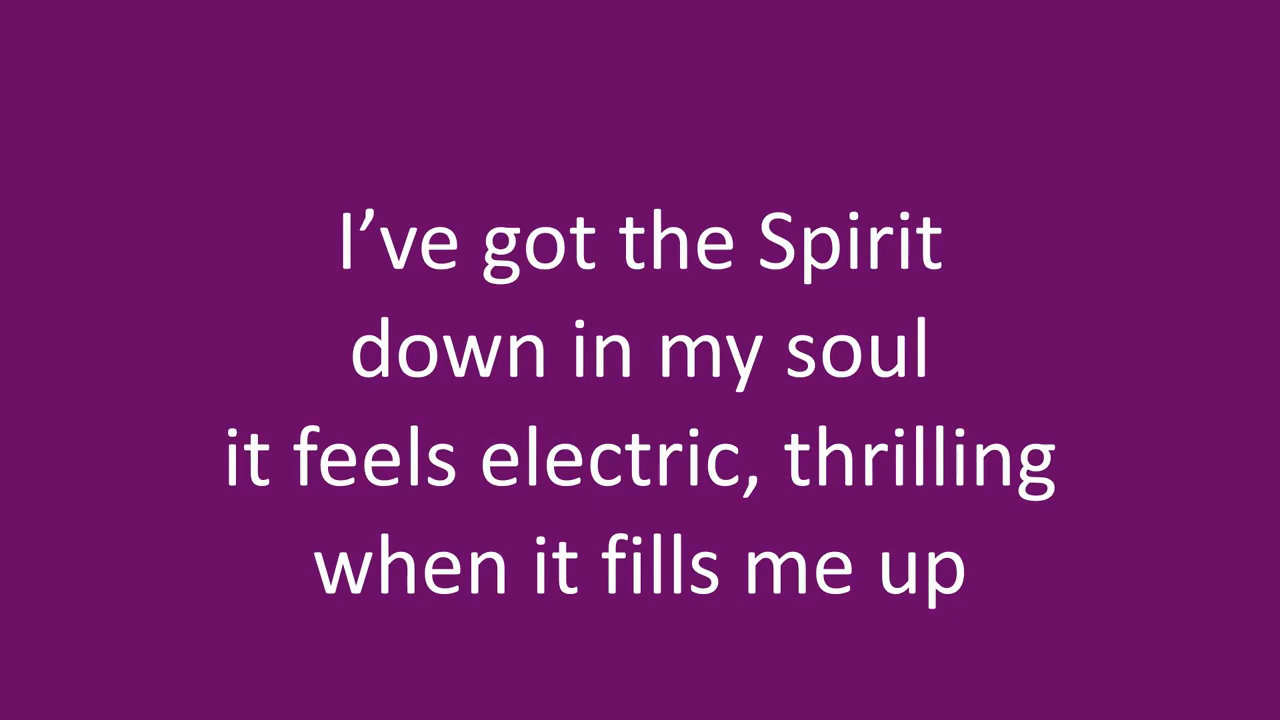 I’ve got the Spirit
down in my soul
it feels electric, thrilling
when it fills me up